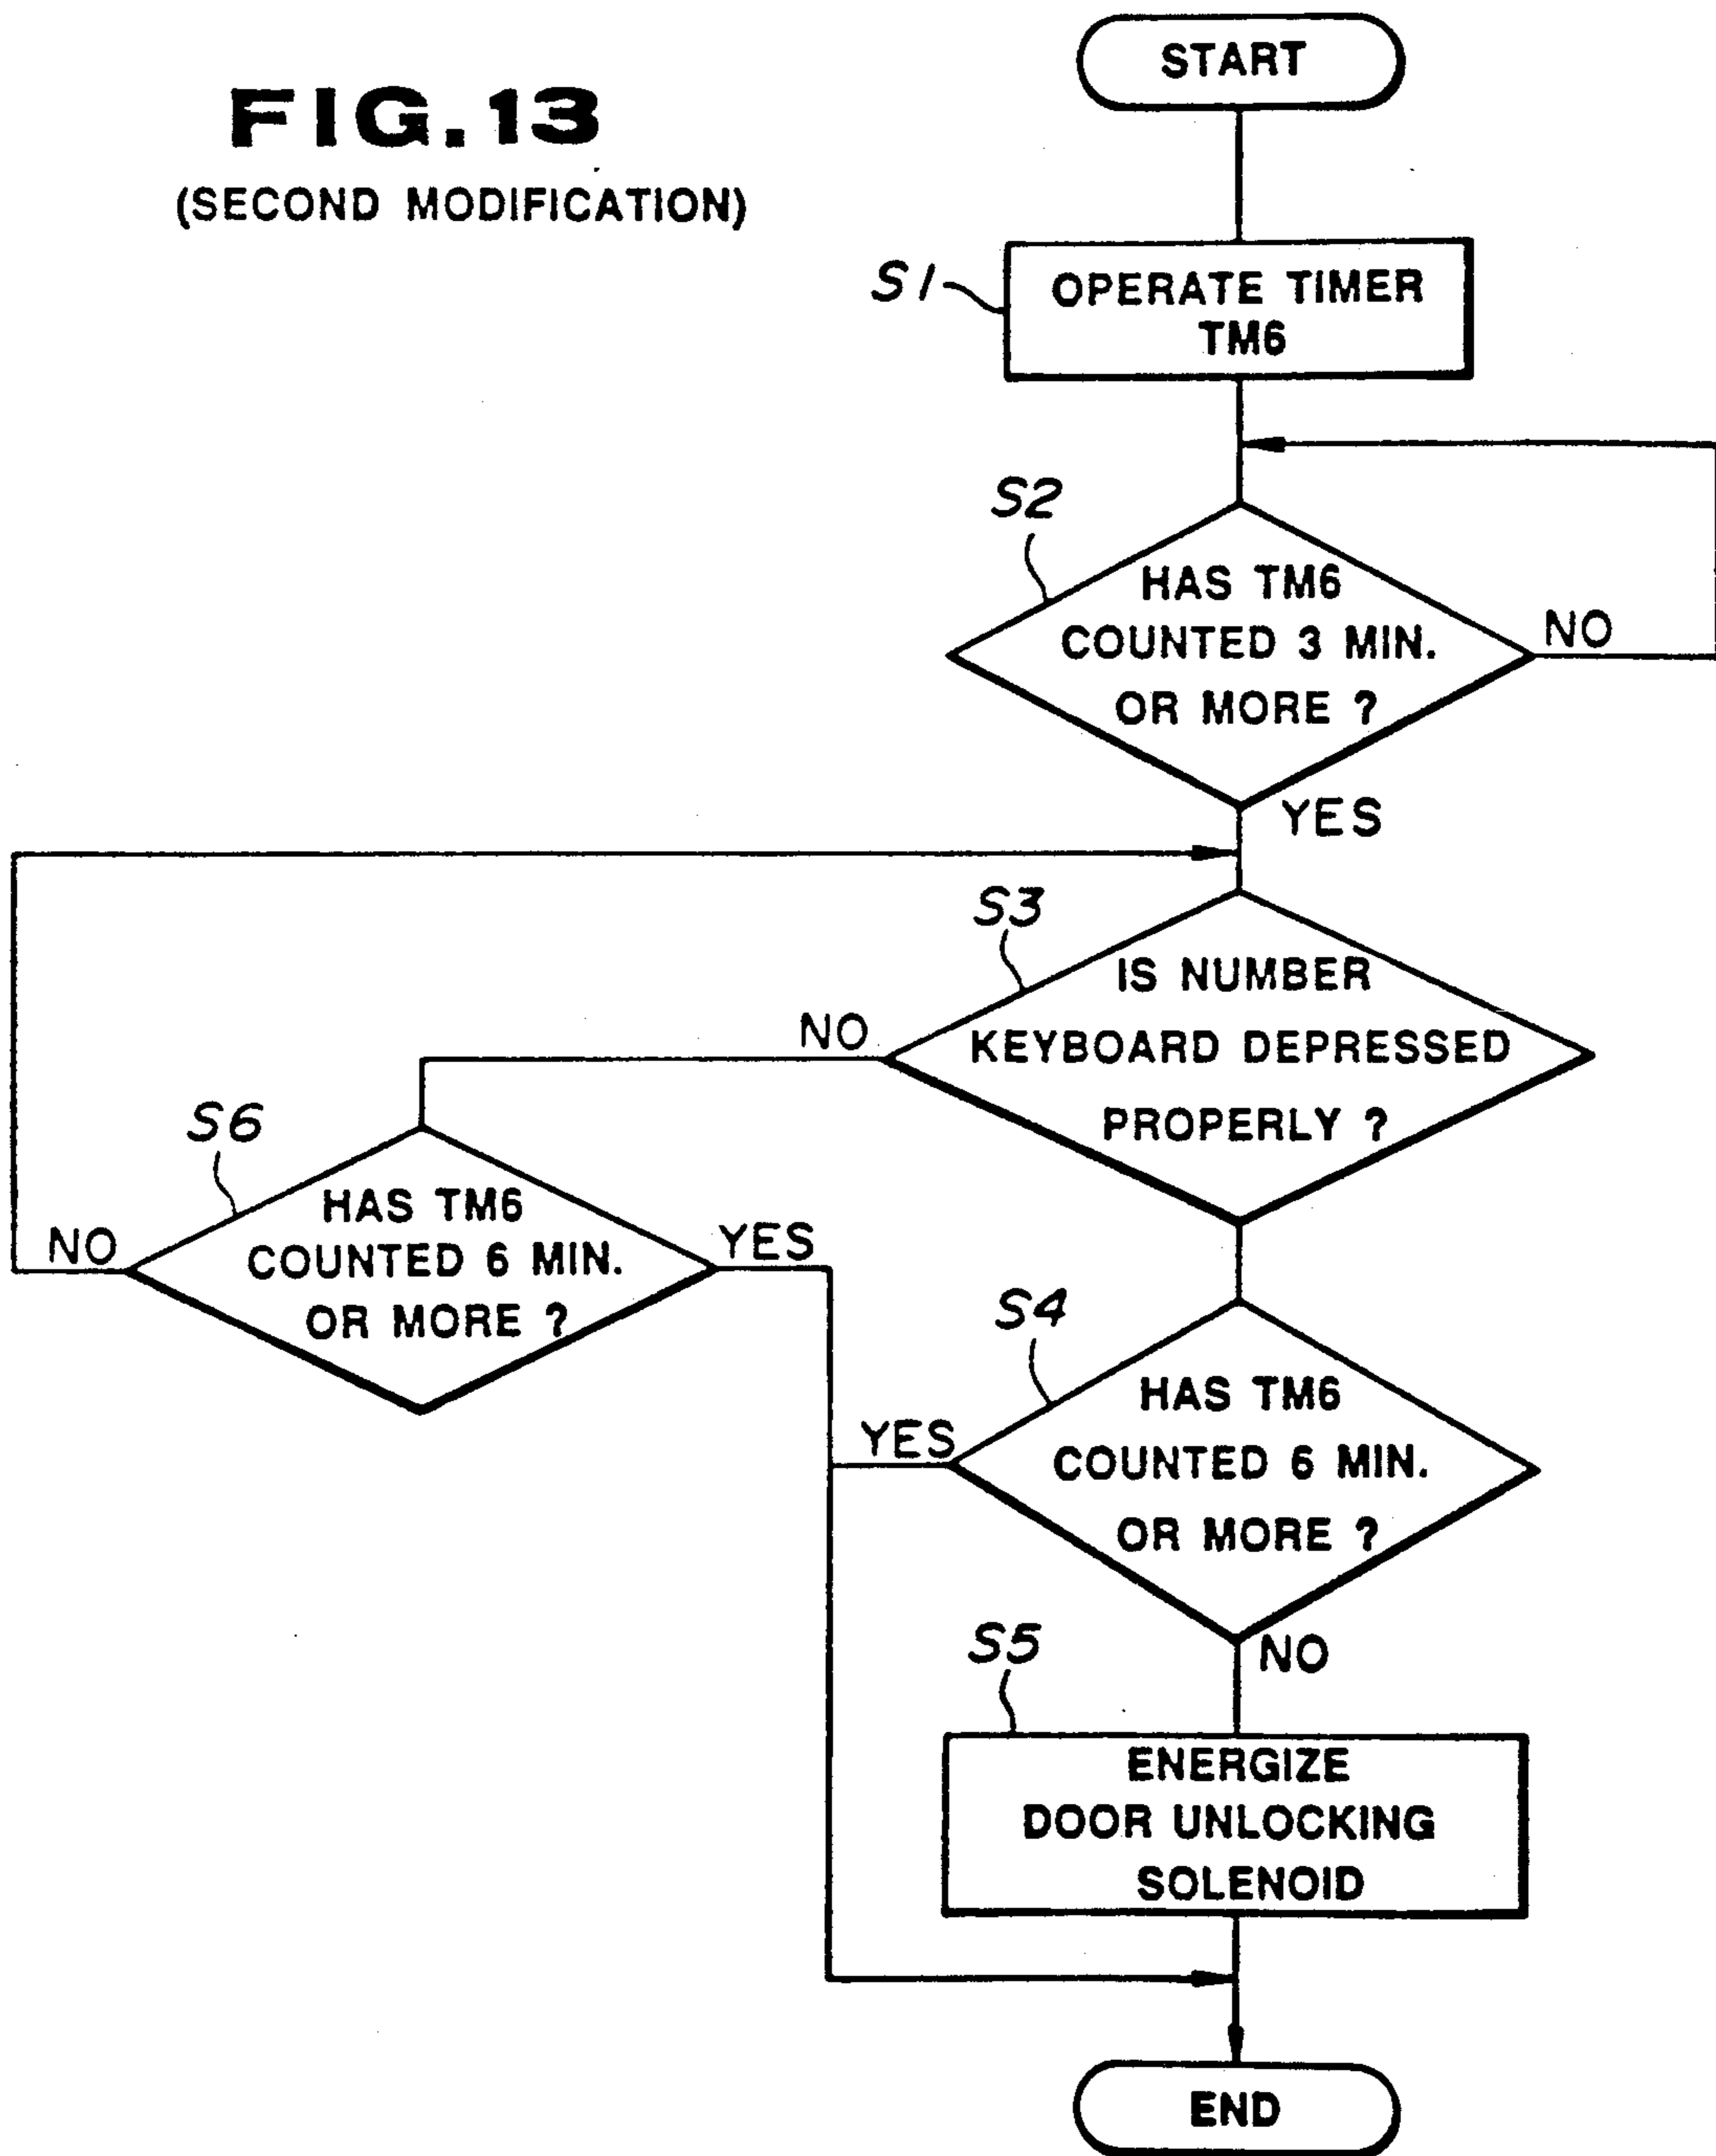 FIG.13
(SECOND MODIFICATION)
START
S1
OPERATE TIMER
TM6
S2
HAS TM6
COUNTED 3 MIN.
OR MORE ?
NO
YES
S3
IS NUMBER
KEYBOARD DEPRESSED
PROPERLY ?
NO
S6
HAS TM6
COUNTED 6 MIN.
OR MORE ?
NO
YES
S4
HAS TM6
COUNTED 6 MIN.
OR MORE ?
YES
NO
S5
ENERGIZE
DOOR UNLOCKING
SOLENOID
END